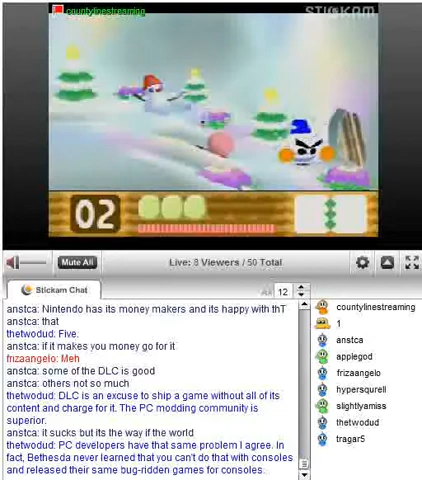 countylinestreaming
STICKAM
02
Mute All
Live: 8 Viewers / 50 Total
Stickam Chat
AA 12
anstca: Nintendo has its money makers and its happy with thT
anstca: that
thetwodud: Five.
anstca: if it makes you money go for it
frizaangelo: Meh
anstca: some of the DLC is good
anstca: others not so much
thetwodud: DLC is an excuse to ship a game without all of its
content and charge for it. The PC modding community is
superior.
anstca: it sucks but its the way if the world
thetwodud: PC developers have that same problem I agree. In
fact, Bethesda never learned that you can't do that with consoles
and released their same bug-ridden games for consoles.
countylinestreaming
1
anstca
applegod
frizaangelo
hypersqurell
slightlyamiss
thetwodud
tragar5